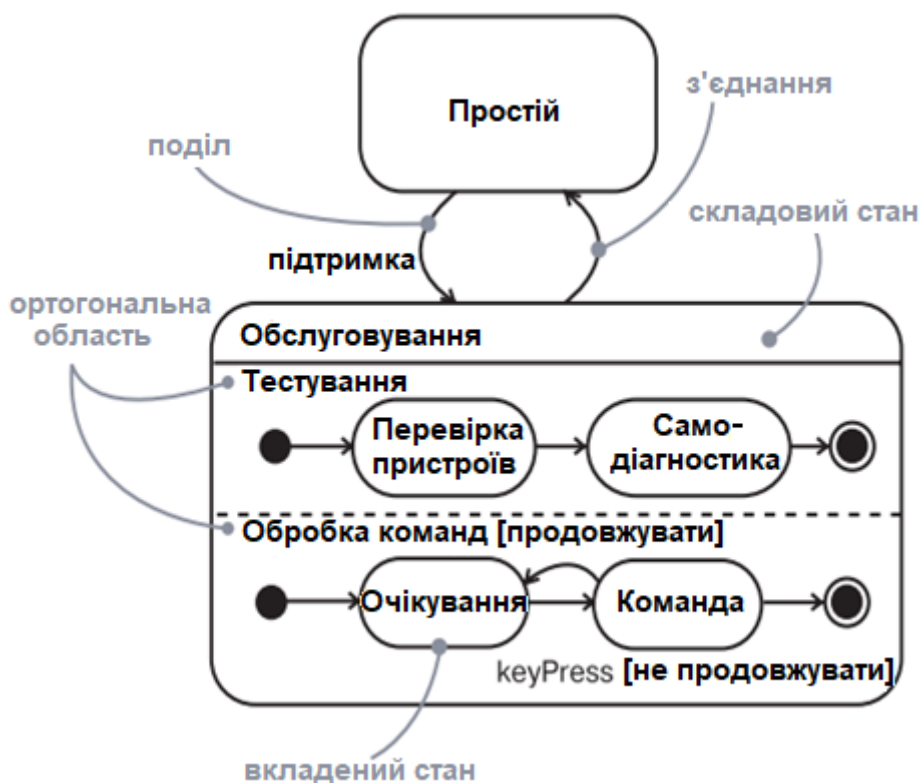 Простій
з'єднання
поділ
складовий стан
підтримка
ортогональна
область
Обслуговування
Тестування
Перевірка
пристроїв
Само-
діагностика
Обробка команд [продовжувати]
Очікування
Команда
keyPress [не продовжувати]
вкладений стан